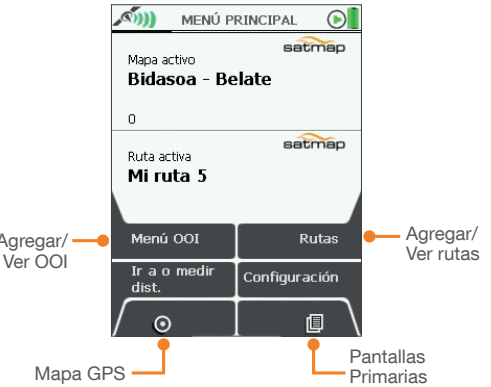 MENÚ PRINCIPAL
satmap
Mapa activo
Bidasoa - Belate
0
satmap
Ruta activa
Mi ruta 5
Agregar/
Ver OOI
Menú OOI
Rutas
Agregar/
Ver rutas
Ir a o medir
dist.
Configuración
Mapa GPS
Pantallas
Primarias